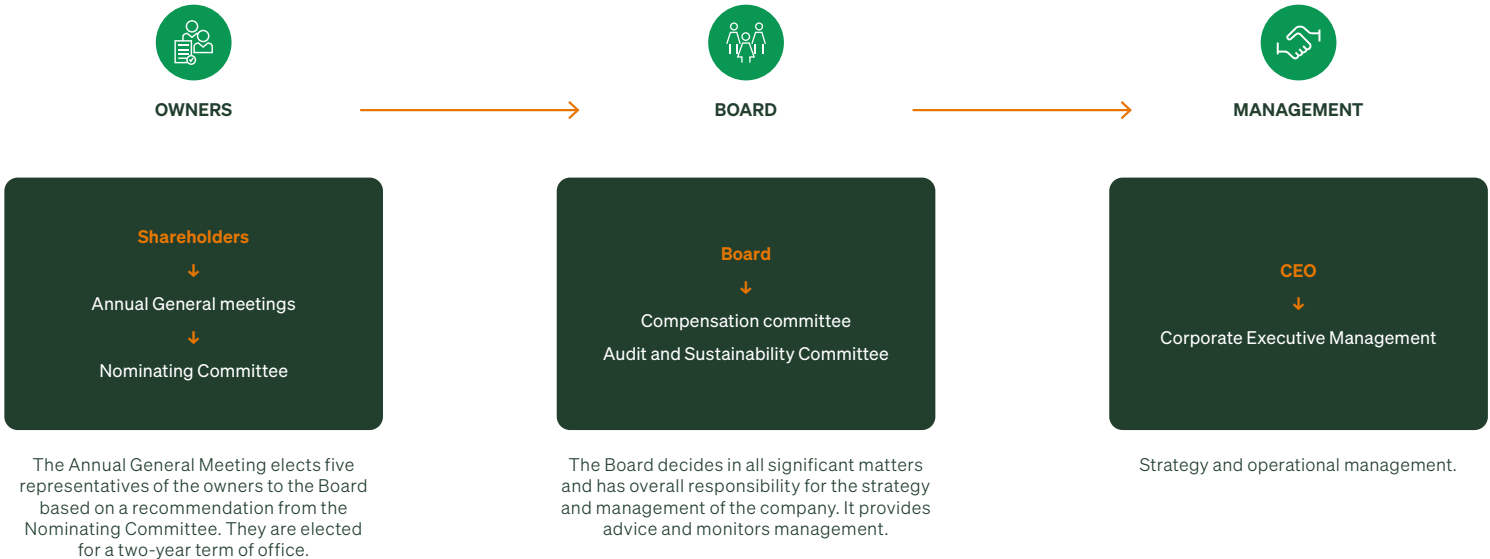 OWNERS
BOARD
MANAGEMENT
Shareholders
Annual General meetings
Nominating Committee
The Annual General Meeting elects five
representatives of the owners to the Board
based on a recommendation from the
Nominating Committee. They are elected
for a two-year term of office.
Board
Compensation committee
Audit and Sustainability Committee
The Board decides in all significant matters
and has overall responsibility for the strategy
and management of the company. It provides
advice and monitors management.
CEO
Corporate Executive Management
Strategy and operational management.